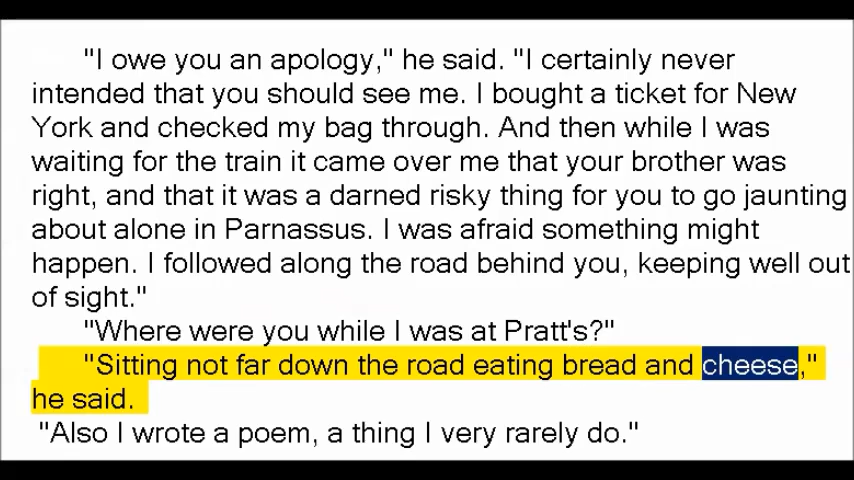 "I owe you an apology," he said. "I certainly never
intended that you should see me. I bought a ticket for New
York and checked my bag through. And then while I was
waiting for the train it came over me that your brother was
right, and that it was a darned risky thing for you to go jaunting
about alone in Parnassus. I was afraid something might
happen. I followed along the road behind you, keeping well out
of sight."
"Where were you while I was at Pratt's?"
"Sitting not far down the road eating bread and cheese,"
he said.
"Also I wrote a poem, a thing I very rarely do."